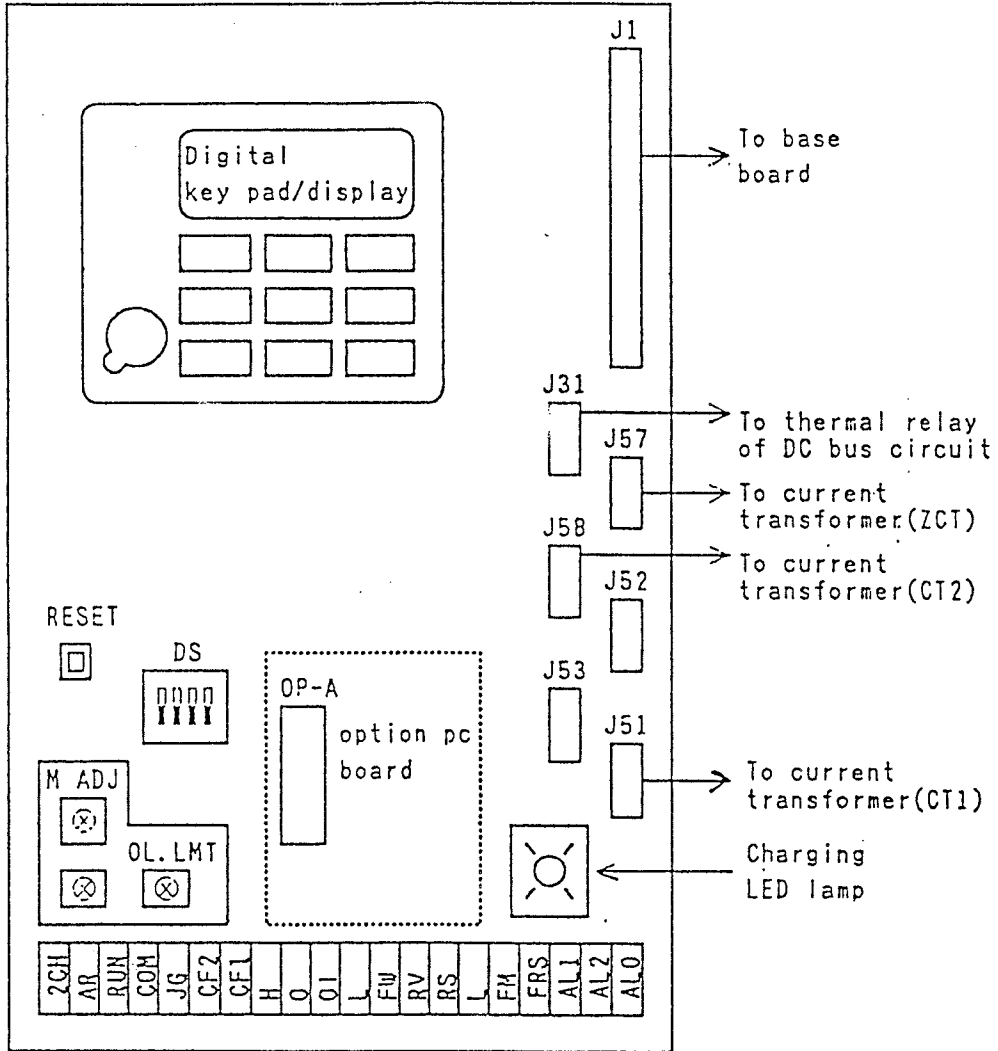 J1
To base
board
Digital
key pad/display
J31
To thermal relay
of DC bus circuit
J57
To current
transformer(ZCT)
J58
To current
transformer(CT2)
J52
RESET
DS
J53
OP-A
option pc
board
J51
M ADJ
To current
transformer(CT1)
OL.LMT
Charging
LED lamp
2CH
AR
RUN
COM
JG
CF2
CF1
H
O
OI
L
FW
RV
RS
L
FM
FRS
AL1
AL2
AL0